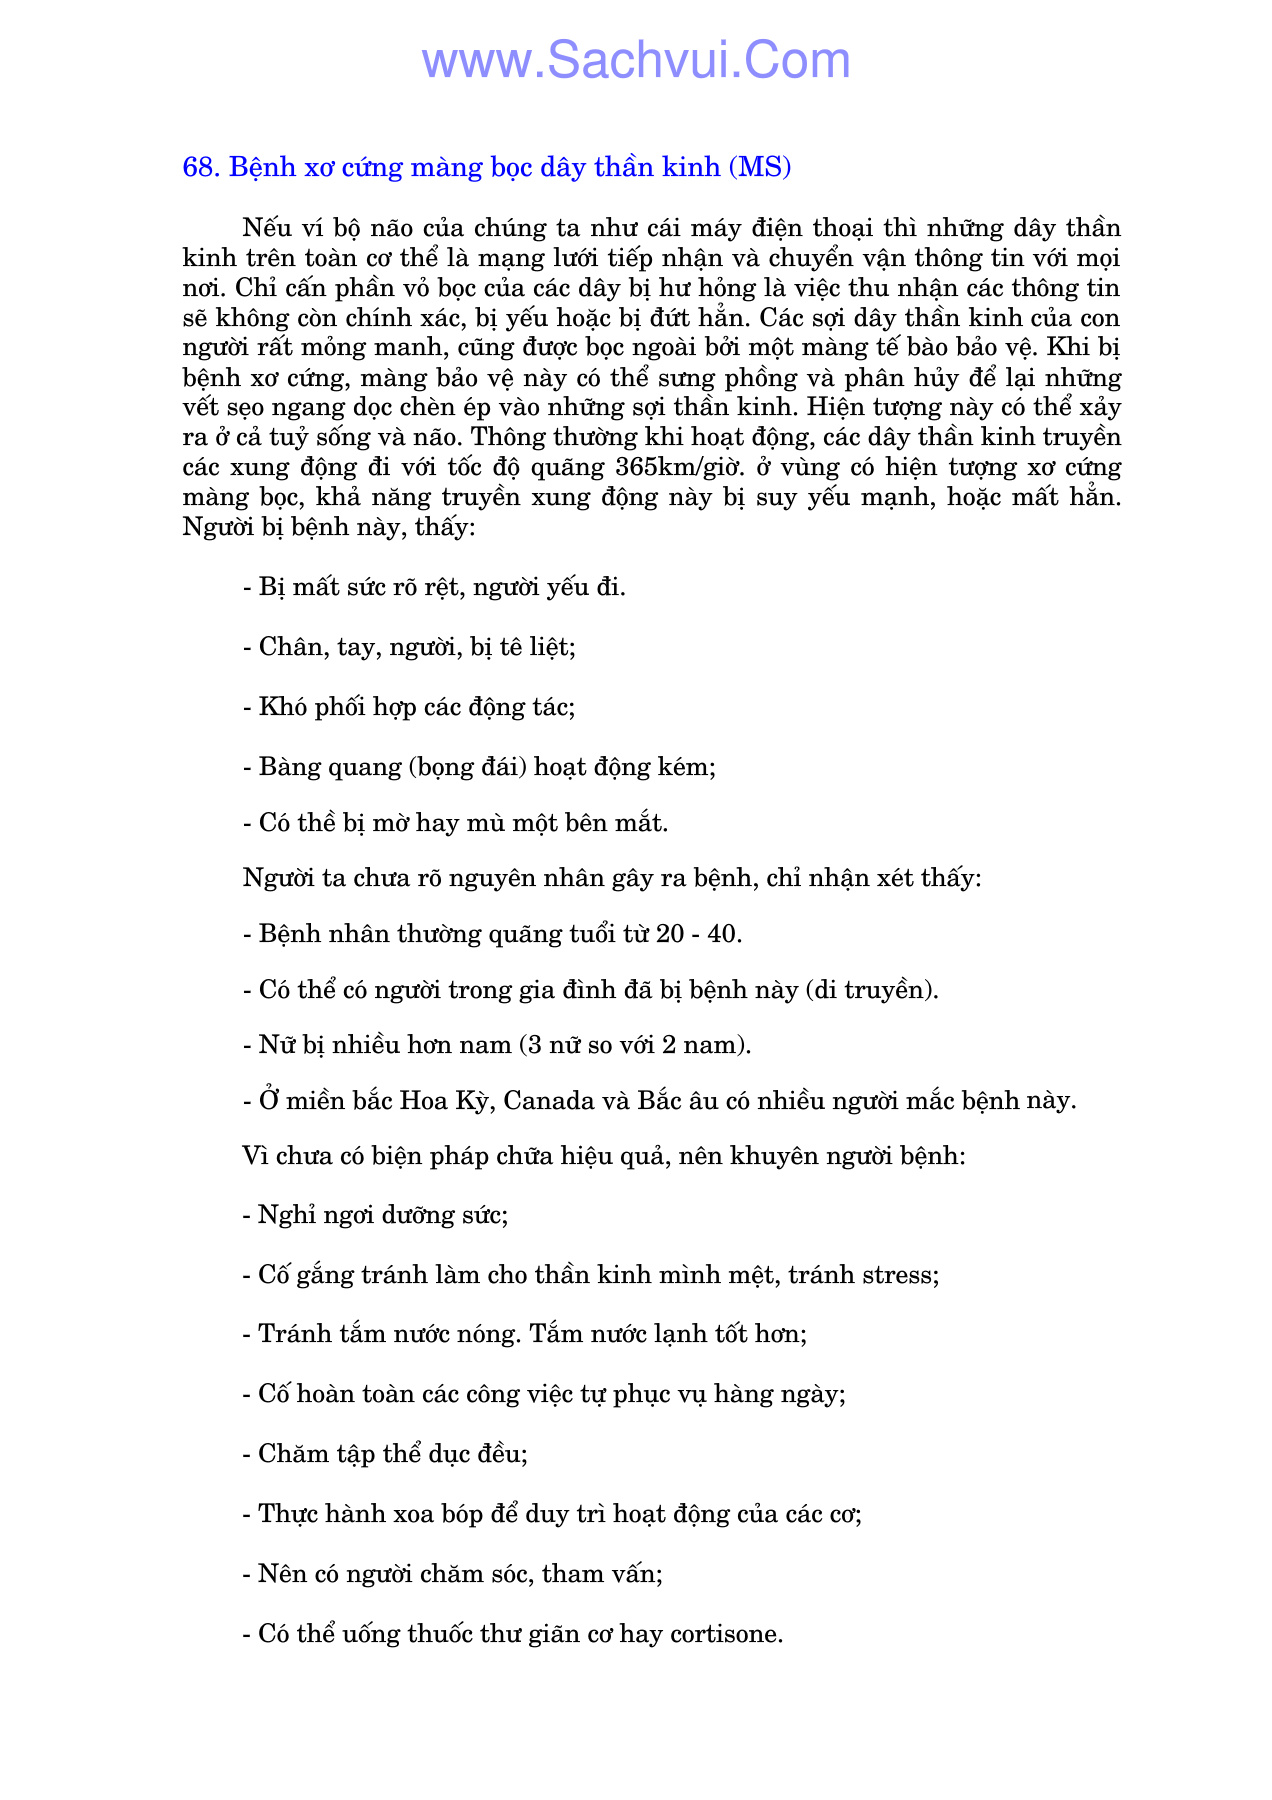 www.Sachvui.Com
68. Bệnh xơ cứng màng bọc dây thần kinh (MS)
Nếu ví bộ não của chúng ta như cái máy điện thoại thì những dây thần
kinh trên toàn cơ thể là mạng lưới tiếp nhận và chuyển vận thông tin với mọi
nơi. Chỉ cấn phần vỏ bọc của các dây bị hư hỏng là việc thu nhận các thông tin
sẽ không còn chính xác, bị yếu hoặc bị đứt hẳn. Các sợi dây thần kinh của con
người rất mỏng manh, cũng được bọc ngoài bởi một màng tế bào bảo vệ. Khi bị
bệnh xơ cứng, màng bảo vệ này có thể sưng phồng và phân hủy để lại những
vết sẹo ngang dọc chèn ép vào những sợi thần kinh. Hiện tượng này có thể xảy
ra ở cả tuỷ sống và não. Thông thường khi hoạt động, các dây thần kinh truyền
các xung động đi với tốc độ quãng 365km/giờ. ở vùng có hiện tượng xơ cứng
màng bọc, khả năng truyền xung động này bị suy yếu mạnh, hoặc mất hẳn.
Người bị bệnh này, thấy:
- Bị mất sức rõ rệt, người yếu đi.
- Chân, tay, người, bị tê liệt;
- Khó phối hợp các động tác;
- Bàng quang (bọng đái) hoạt động kém;
- Có thề bị mờ hay mù một bên mắt.
Người ta chưa rõ nguyên nhân gây ra bệnh, chỉ nhận xét thấy:
- Bệnh nhân thường quãng tuổi từ 20 - 40.
- Có thể có người trong gia đình đã bị bệnh này (di truyền).
- Nữ bị nhiều hơn nam (3 nữ so với 2 nam).
- Ở miền bắc Hoa Kỳ, Canada và Bắc âu có nhiều người mắc bệnh này.
Vì chưa có biện pháp chữa hiệu quả, nên khuyên người bệnh:
- Nghỉ ngơi dưỡng sức;
- Cố gắng tránh làm cho thần kinh mình mệt, tránh stress;
- Tránh tắm nước nóng. Tắm nước lạnh tốt hơn;
- Cố hoàn toàn các công việc tự phục vụ hàng ngày;
- Chăm tập thể dục đều;
- Thực hành xoa bóp để duy trì hoạt động của các cơ;
- Nên có người chăm sóc, tham vấn;
- Có thể uống thuốc thư giãn cơ hay cortisone.